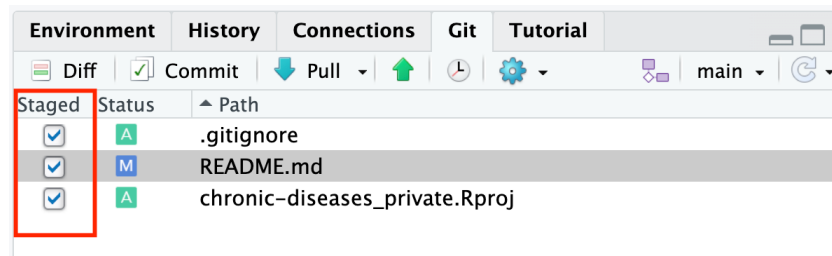 Environment History Connections Git Tutorial
Diff Commit Pull main
Staged Status Path
A .gitignore
M README.md
A chronic-diseases_private.Rproj